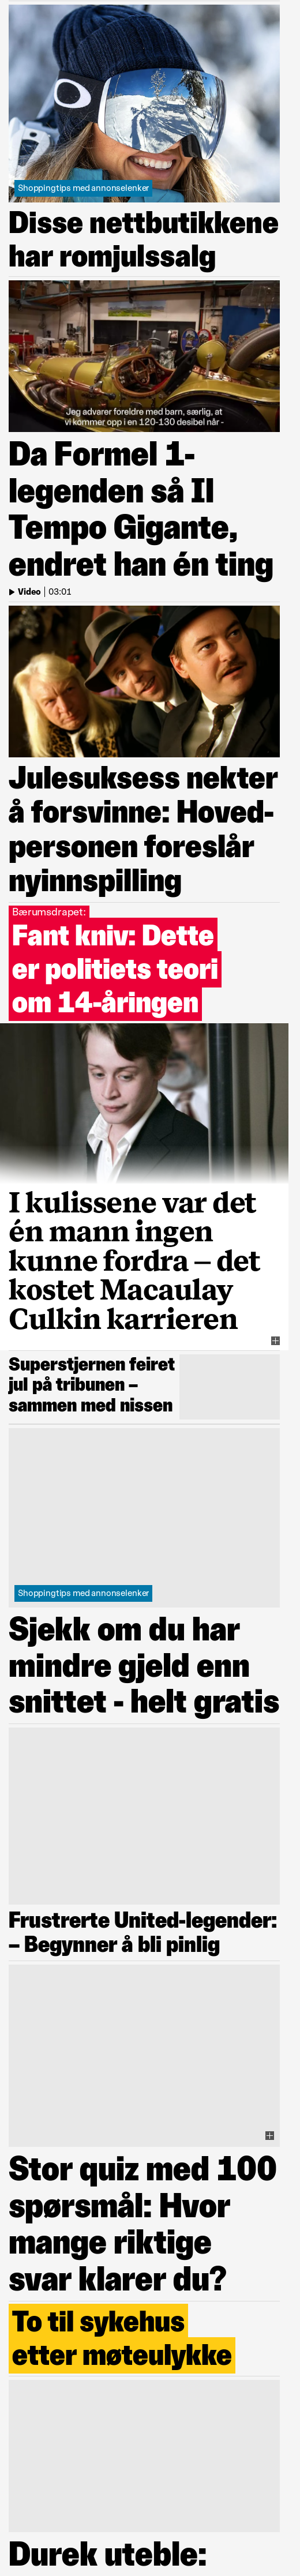 Shoppingtips med annonselenker
Disse nettbutikkene
har romjulssalg
Jeg advarer foreldre med barn, særlig, at
vi kommer opp i en 120-130 desibel når -
Da Formel 1-
legenden så Il
Tempo Gigante,
endret han én ting
Video | 03:01
Julesuksess nekter
å forsvinne: Hoved-
personen foreslår
nyinnspilling
Bærumsdrapet:
Fant kniv: Dette
er politiets teori
om 14-åringen
I kulissene var det
én mann ingen
kunne fordra – det
kostet Macaulay
Culkin karrieren
Superstjernen feiret
jul på tribunen –
sammen med nissen
Shoppingtips med annonselenker
Sjekk om du har
mindre gjeld enn
snittet - helt gratis
Frustrerte United-legender:
– Begynner å bli pinlig
Stor quiz med 100
spørsmål: Hvor
mange riktige
svar klarer du?
To til sykehus
etter møteulykke
Durek uteble: